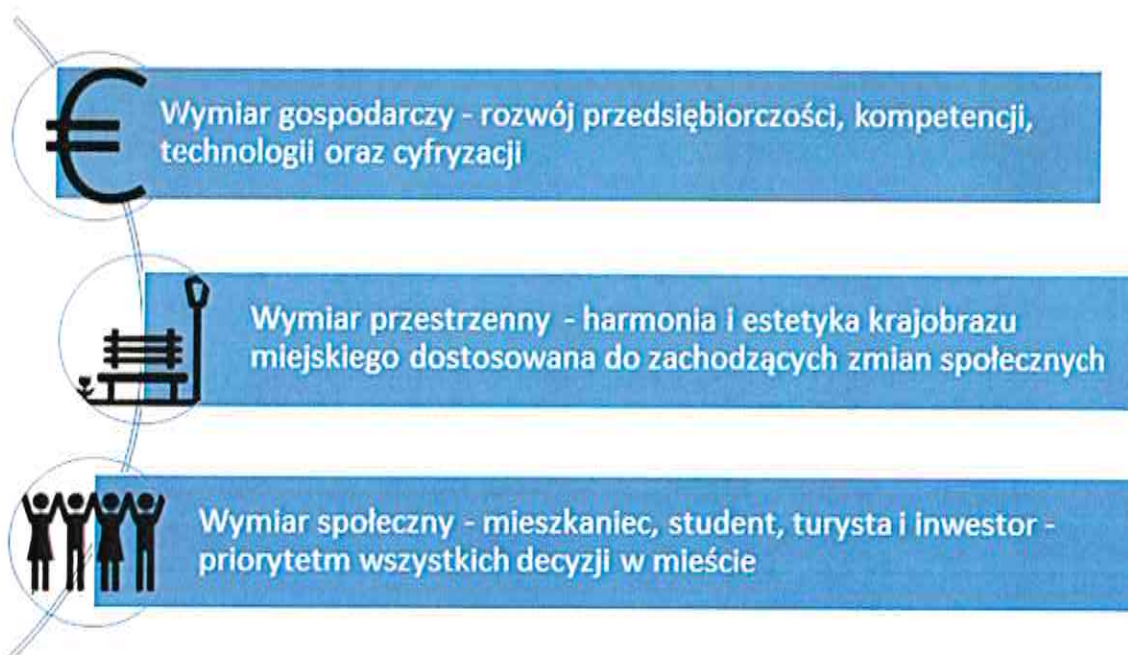 Wymiar gospodarczy - rozwój przedsiębiorczości, kompetencji,
technologii oraz cyfryzacji
Wymiar przestrzenny - harmonia i estetyka krajobrazu
miejskiego dostosowana do zachodzących zmian społecznych
Wymiar społeczny - mieszkaniec, student, turysta i inwestor -
priorytetm wszystkich decyzji w mieście